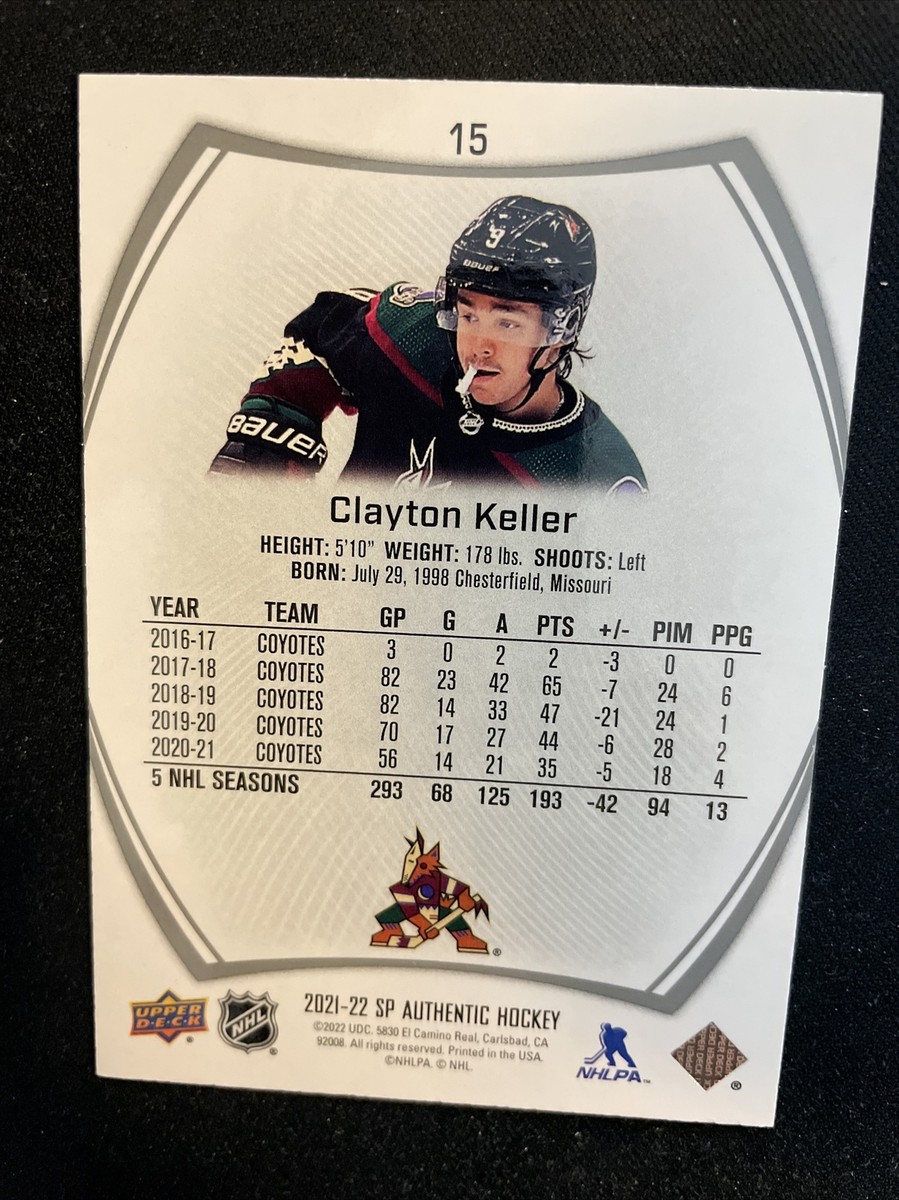 15
9
BAUER
BAUER
Clayton Keller
HEIGHT: 5'10" WEIGHT: 178 lbs. SHOOTS: Left
BORN: July 29, 1998 Chesterfield, Missouri
YEAR TEAM GP G A PTS +/- PIM PPG
2016-17 COYOTES 3 0 2 2 -3 0 0
2017-18 COYOTES 82 23 42 65 -7 24 6
2018-19 COYOTES 82 14 33 47 -21 24 1
2019-20 COYOTES 70 17 27 44 -6 28 2
2020-21 COYOTES 56 14 21 35 -5 18 4
5 NHL SEASONS 293 68 125 193 -42 94 13
®
UPPER DECK ®
NHL ®
2021-22 SP AUTHENTIC HOCKEY
©2022 UDC. 5830 El Camino Real, Carlsbad, CA
92008. All rights reserved. Printed in the USA.
©NHLPA. © NHL.
NHLPA™
®